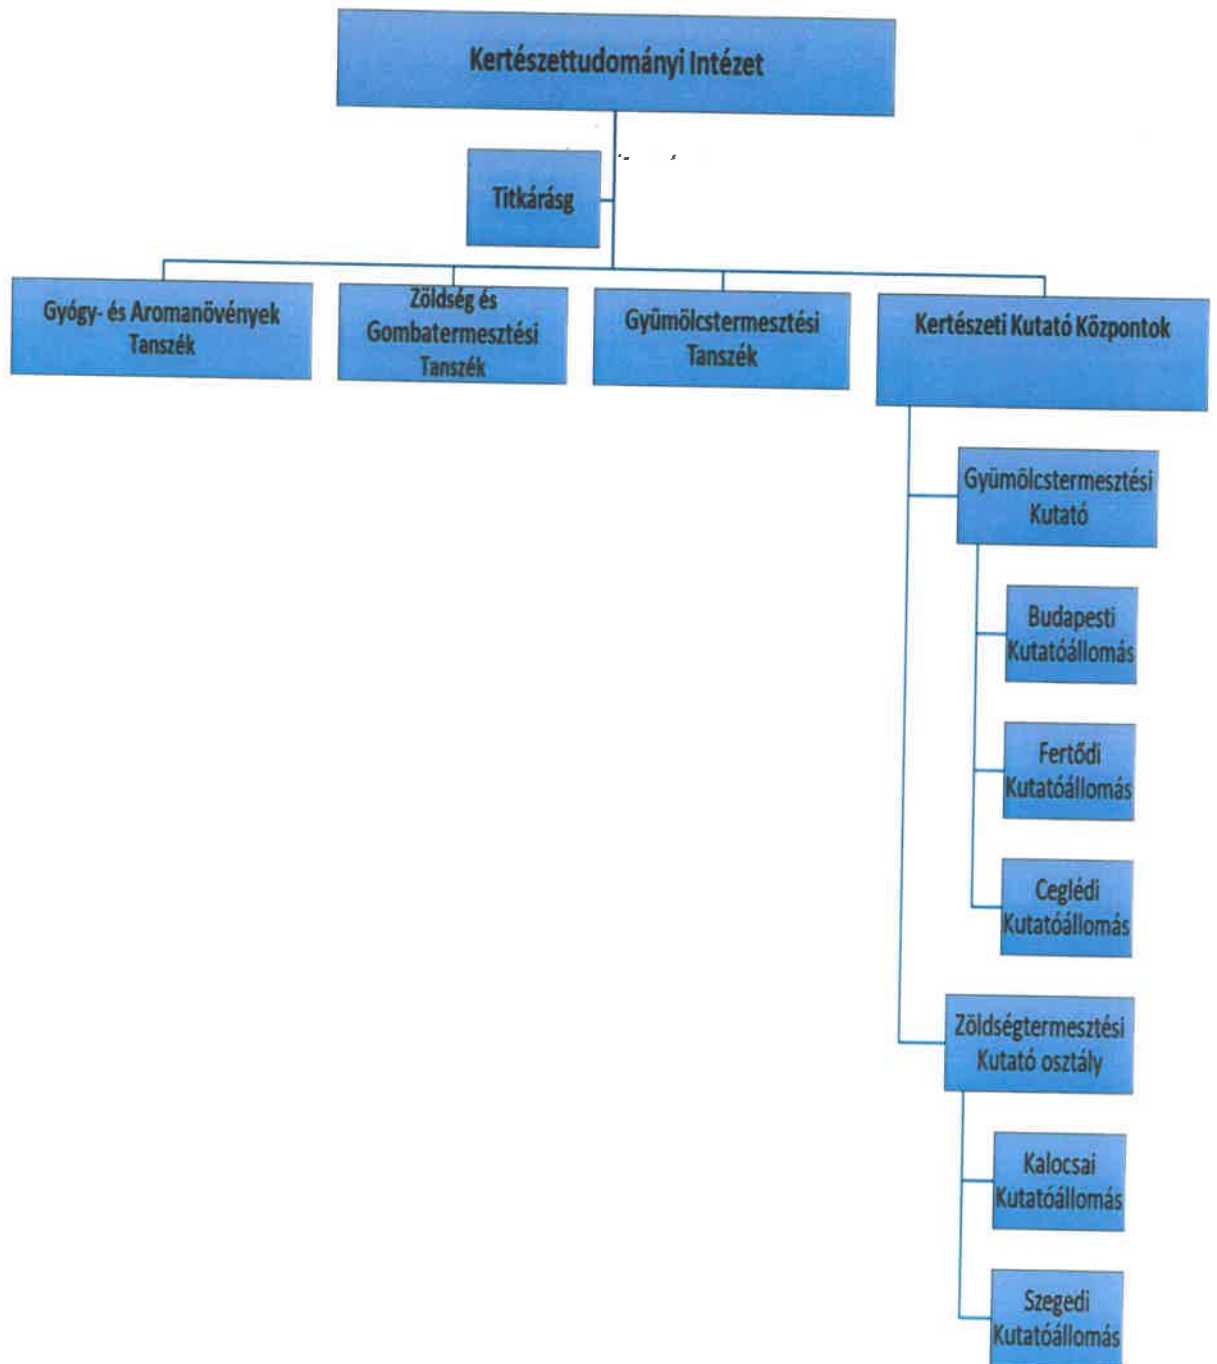 Kertészettudományi Intézet
Titkárásg
Gyógy- és Aromanövények
Tanszék
Zöldség és
Gombatermesztési
Tanszék
Gyümölcstermesztési
Tanszék
Kertészeti Kutató Központok
Gyümölcstermesztési
Kutató
Budapesti
Kutatóállomás
Fertődi
Kutatóállomás
Ceglédi
Kutatóállomás
Zöldségtermesztési
Kutató osztály
Kalocsai
Kutatóállomás
Szegedi
Kutatóállomás